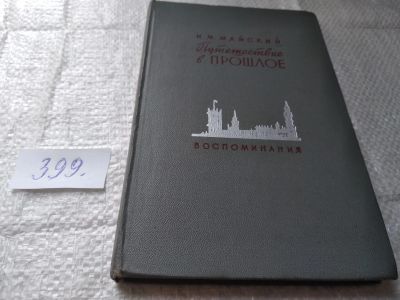 И. М. МАЙСКИЙ
Путешествие
в ПРОШЛОЕ
ВОСПОМИНАНИЯ
399.